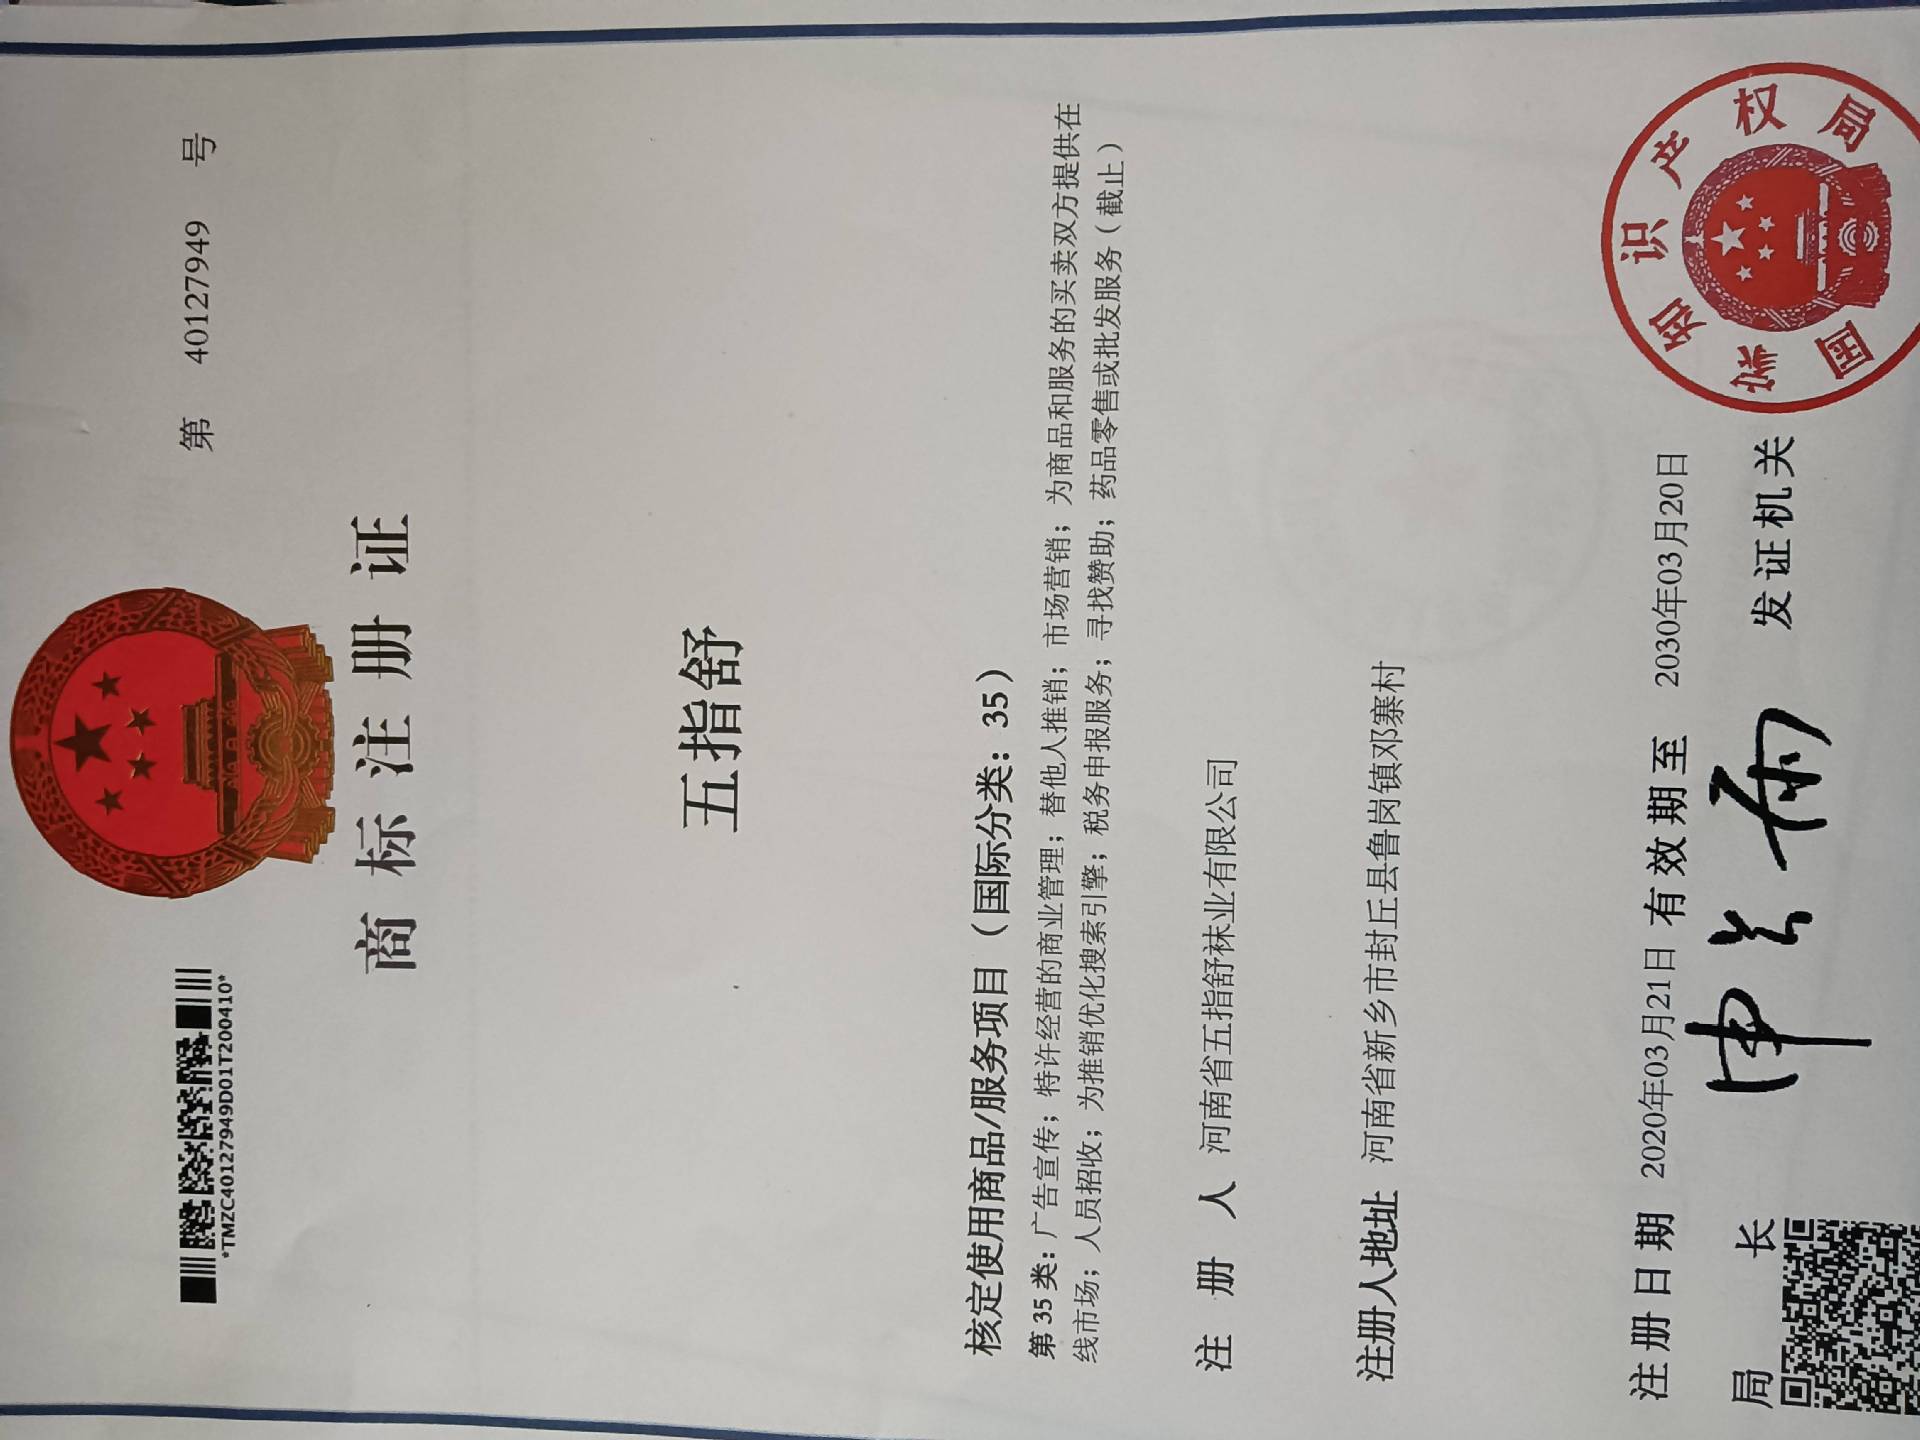 第 40127949 号
*TMZC40127949D01T200410*
商标注册证
五指舒
核定使用商品/服务项目（国际分类：35）
第35类：广告宣传；特许经营的商业管理；替他人推销；市场营销；为商品和服务的买卖双方提供在
线市场；人员招收；为推销优化搜索引擎；税务申报服务；寻找赞助；药品零售或批发服务（截止）
注册人 河南省五指舒袜业有限公司
注册人地址 河南省新乡市封丘县鲁岗镇邓寨村
注册日期 2020年03月21日 有效期至 2030年03月20日
局长 申长雨 发证机关
国家知识产权局